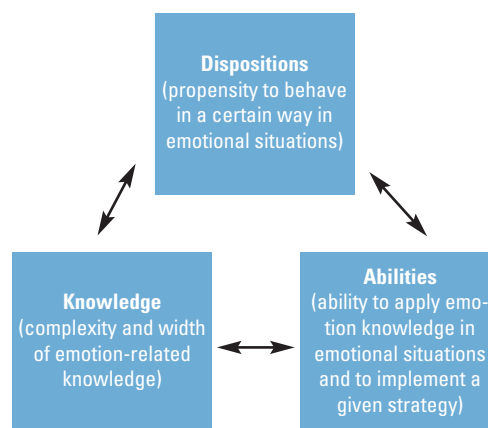 Dispositions
(propensity to behave
in a certain way in
emotional situations)
Knowledge
(complexity and width
of emotion-related
knowledge)
Abilities
(ability to apply emo-
tion knowledge in
emotional situations
and to implement a
given strategy)